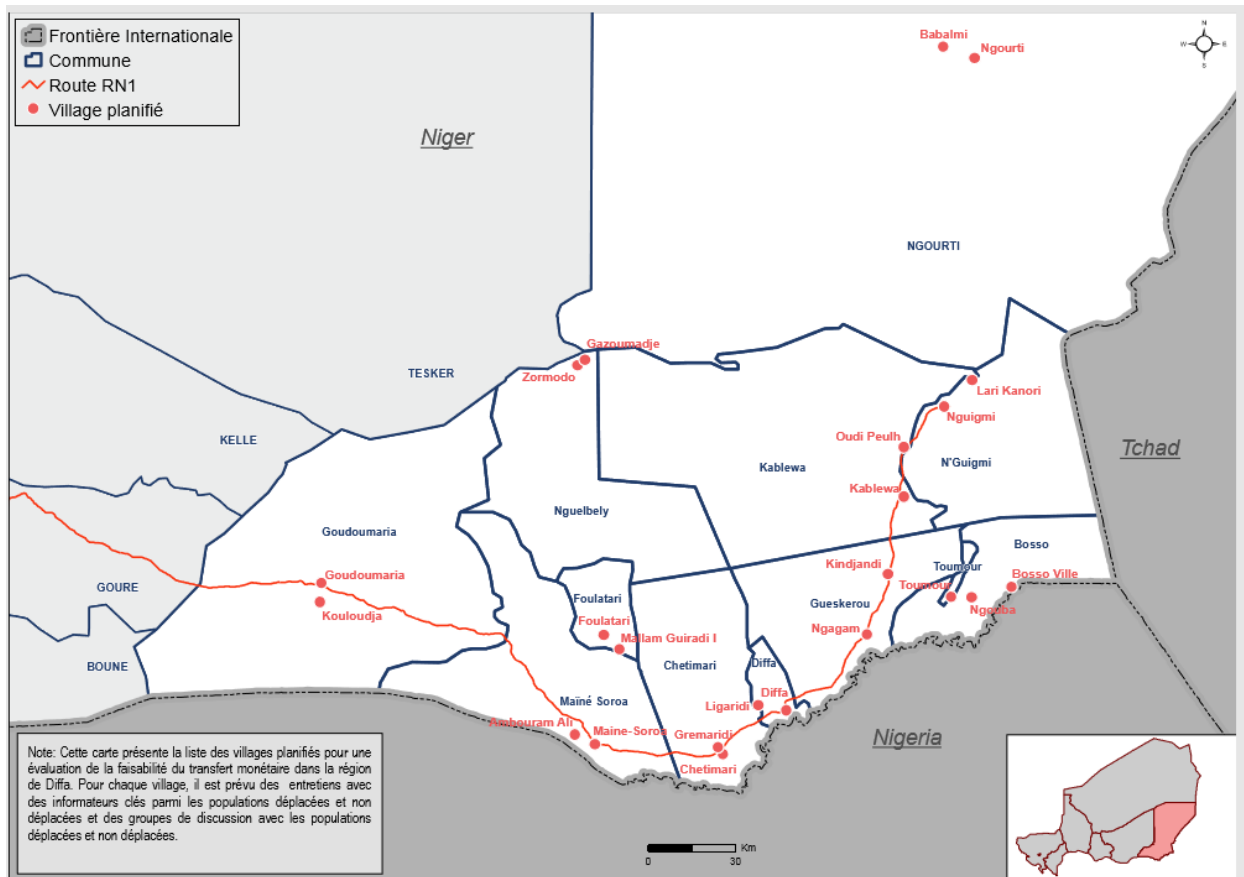 Frontière Internationale
Commune
Route RN1
Village planifié
N
W
E
S
Babalmi
Ngourti
Niger
NGOURTI
Gazoumadje
TESKER
Zormodo
Lari Kanori
Nguigmi
KELLE
Oudi Peulh
Tchad
Kablewa
N'Guigmi
Kablewa
Nguelbely
Goudoumaria
Bosso
Kindjandi
Toumour
Goudoumaria
Bosso Ville
GOURE
Toumour
Foulatari
Ngouba
Gueskerou
Kouloudja
Foulatari
Ngagam
Mallam Guiradi I
BOUNE
Chetimari
Diffa
Maïné Soroa
Ligaridi
Diffa
Ambouram Ali
Maine-Soroa
Gremaridi
Nigeria
Chetimari
Note: Cette carte présente la liste des villages planifiés pour une
évaluation de la faisabilité du transfert monétaire dans la région
de Diffa. Pour chaque village, il est prévu des entretiens avec
des informateurs clés parmi les populations déplacées et non
déplacées et des groupes de discussion avec les populations
déplacées et non déplacées.
Km
0
30